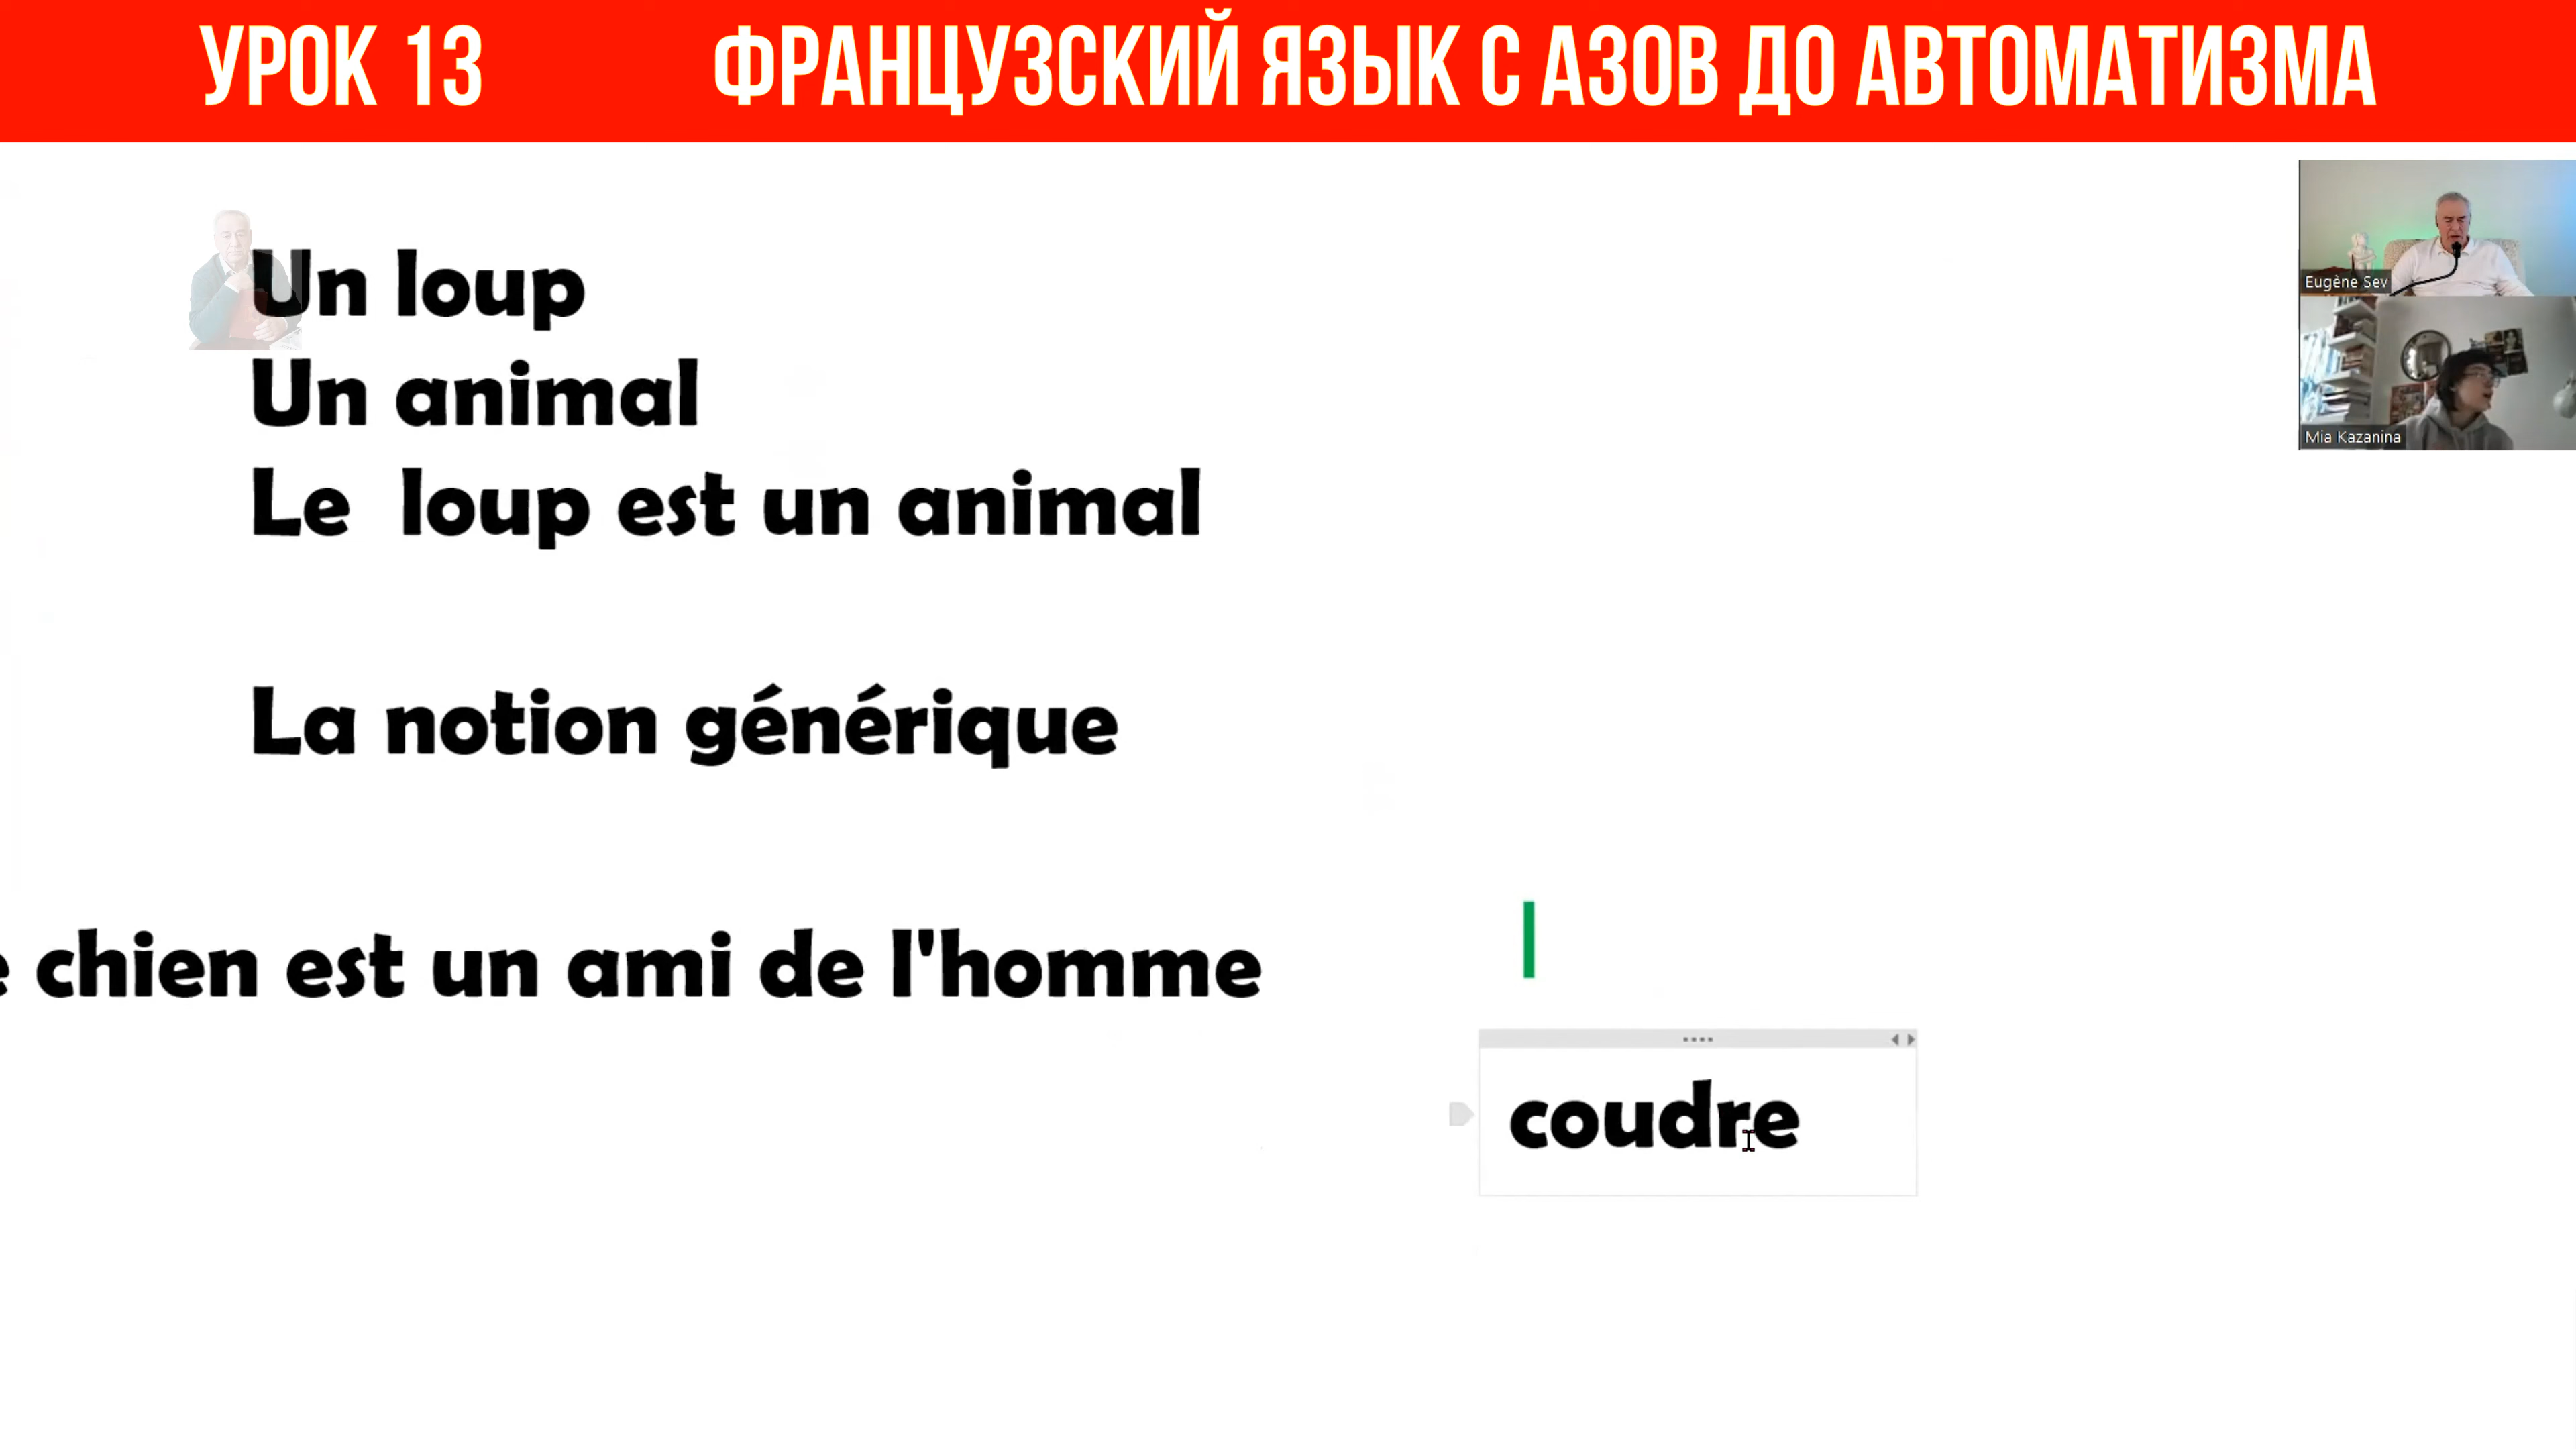 УРОК 13 ФРАНЦУЗСКИЙ ЯЗЫК С АЗОВ ДО АВТОМАТИЗМА
Un loup
Un animal
Le loup est un animal
La notion générique
e chien est un ami de l'homme
coudre
Eugène Sev
Mia Kazanina